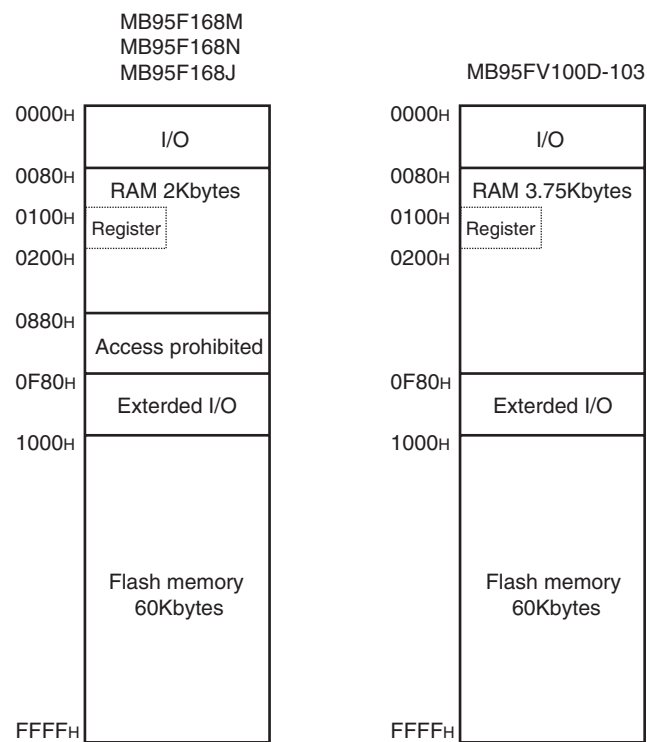 MB95F168M
MB95F168N
MB95F168J
0000H
I/O
0080H
RAM 2Kbytes
0100H
Register
0200H
0880H
Access prohibited
0F80H
Exterded I/O
1000H
Flash memory
60Kbytes
FFFFH
MB95FV100D-103
0000H
I/O
0080H
RAM 3.75Kbytes
0100H
Register
0200H
0F80H
Exterded I/O
1000H
Flash memory
60Kbytes
FFFFH